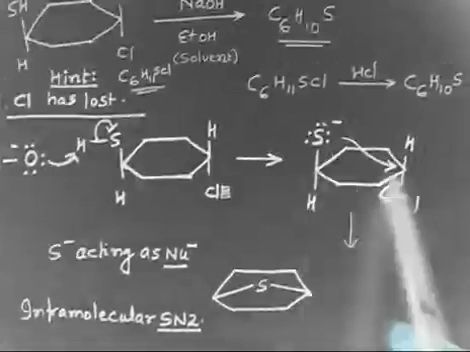 SH NaOH C6H10S
H Cl EtOH
(Solvent)
Hint: C6H11SCl
Cl has lost.
C6H11SCl HCl C6H10S
−:Ö: H S H :S̈:− H
H Cl H
S− acting as Nu−
S
Intramolecular SN2.